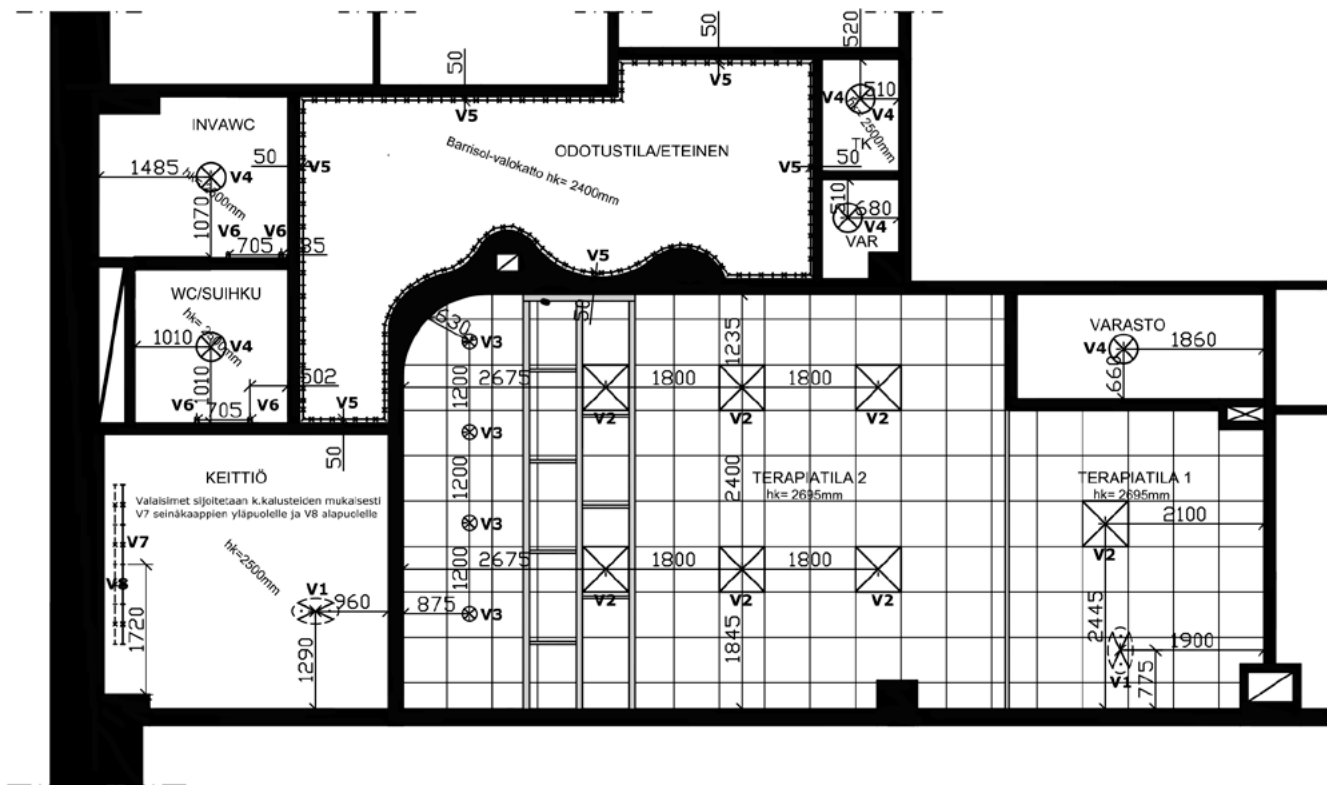 50
50
520
V5
V5
V4
510
V4
hk= 2500mm
TK
INVAWC
ODOTUSTILA/ETEINEN
Barrisol-valokatto hk= 2400mm
50
V5
V5
50
1485
V4
1070
V6
V6
705
510
680
V4
VAR
V5
50
WC/SUIHKU
hk= 2500mm
1010
V4
1010
502
V6
705
V6
V5
50
630
V3
1200
2675
1800
1800
1235
V2
V2
V2
V3
VARASTO
V4
1860
660
KEITTIÖ
Valaisimet sijoitetaan k.kalusteiden mukaisesti
V7 seinäkaappien yläpuolelle ja V8 alapuolelle
hk=2500mm
V7
V8
1720
V1
960
1290
1200
2400
TERAPIATILA 2
hk= 2695mm
TERAPIATILA 1
hk= 2695mm
V3
2100
V2
1200
2675
1800
1800
V2
V2
V2
875
V3
1845
2445
1900
V1
775